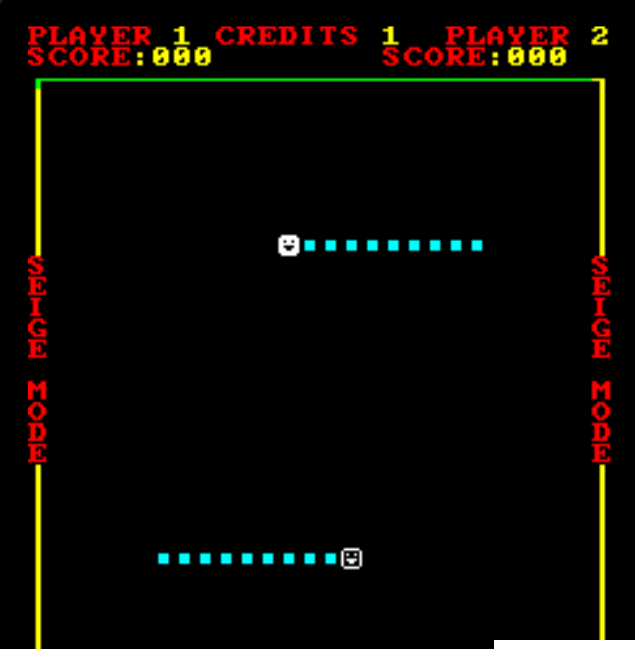 PLAYER 1 CREDITS 1 PLAYER 2
SCORE:000 SCORE:000
SEIGE MODE
SEIGE MODE